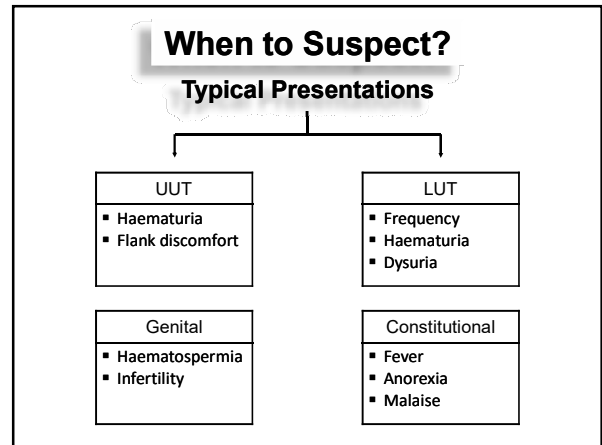 When to Suspect?
Typical Presentations
UUT
▪ Haematuria
▪ Flank discomfort
LUT
▪ Frequency
▪ Haematuria
▪ Dysuria
Genital
▪ Haematospermia
▪ Infertility
Constitutional
▪ Fever
▪ Anorexia
▪ Malaise